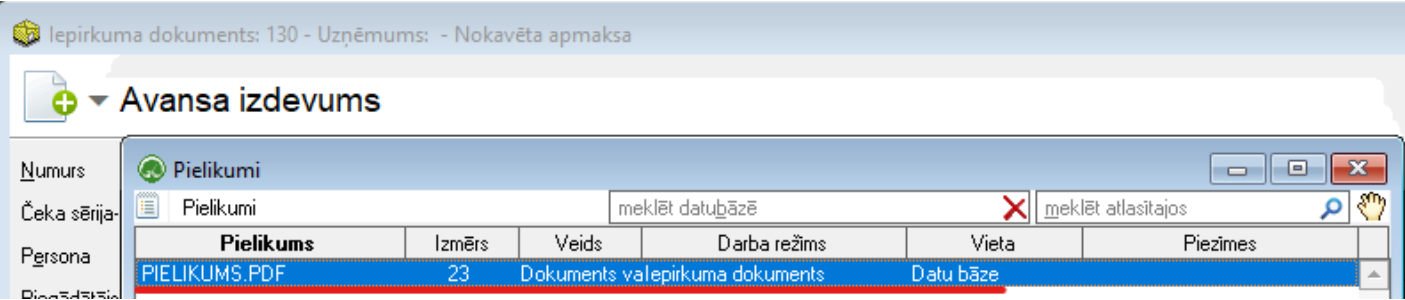 Iepirkuma dokuments: 130 - Uzņēmums: - Nokavēta apmaksa
Avansa izdevums
Numurs
Pielikumi
Čeka sērija-
Pielikumi
meklēt datubāzē
meklēt atlasītajos
Persona
Pielikums Izmērs Veids Darba režīms Vieta Piezīmes
PIELIKUMS.PDF 23 Dokuments va Iepirkuma dokuments Datu bāze